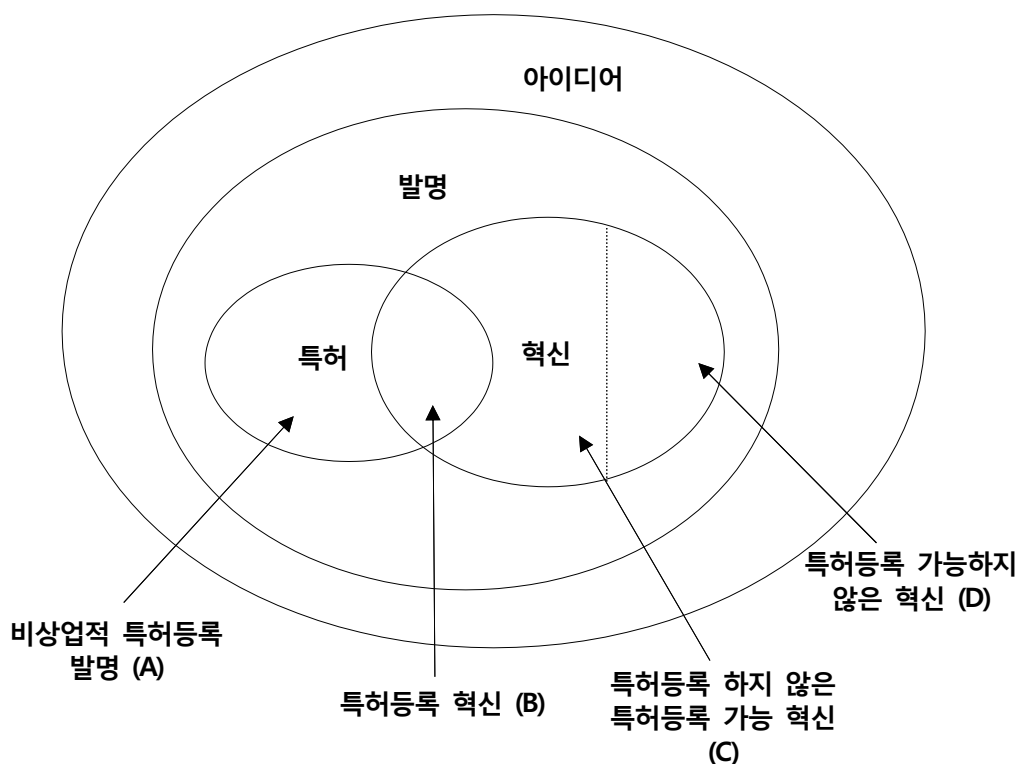 아이디어
발명
특허
혁신
특허등록 가능하지
않은 혁신 (D)
비상업적 특허등록
발명 (A)
특허등록 혁신 (B)
특허등록 하지 않은
특허등록 가능 혁신
(C)